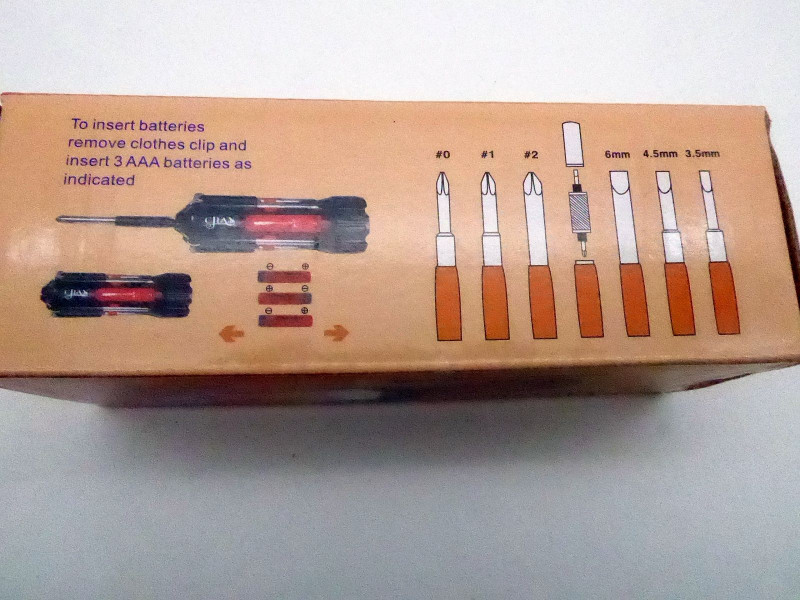 To insert batteries
remove clothes clip and
insert 3 AAA batteries as
indicated
#0 #1 #2 6mm 4.5mm 3.5mm